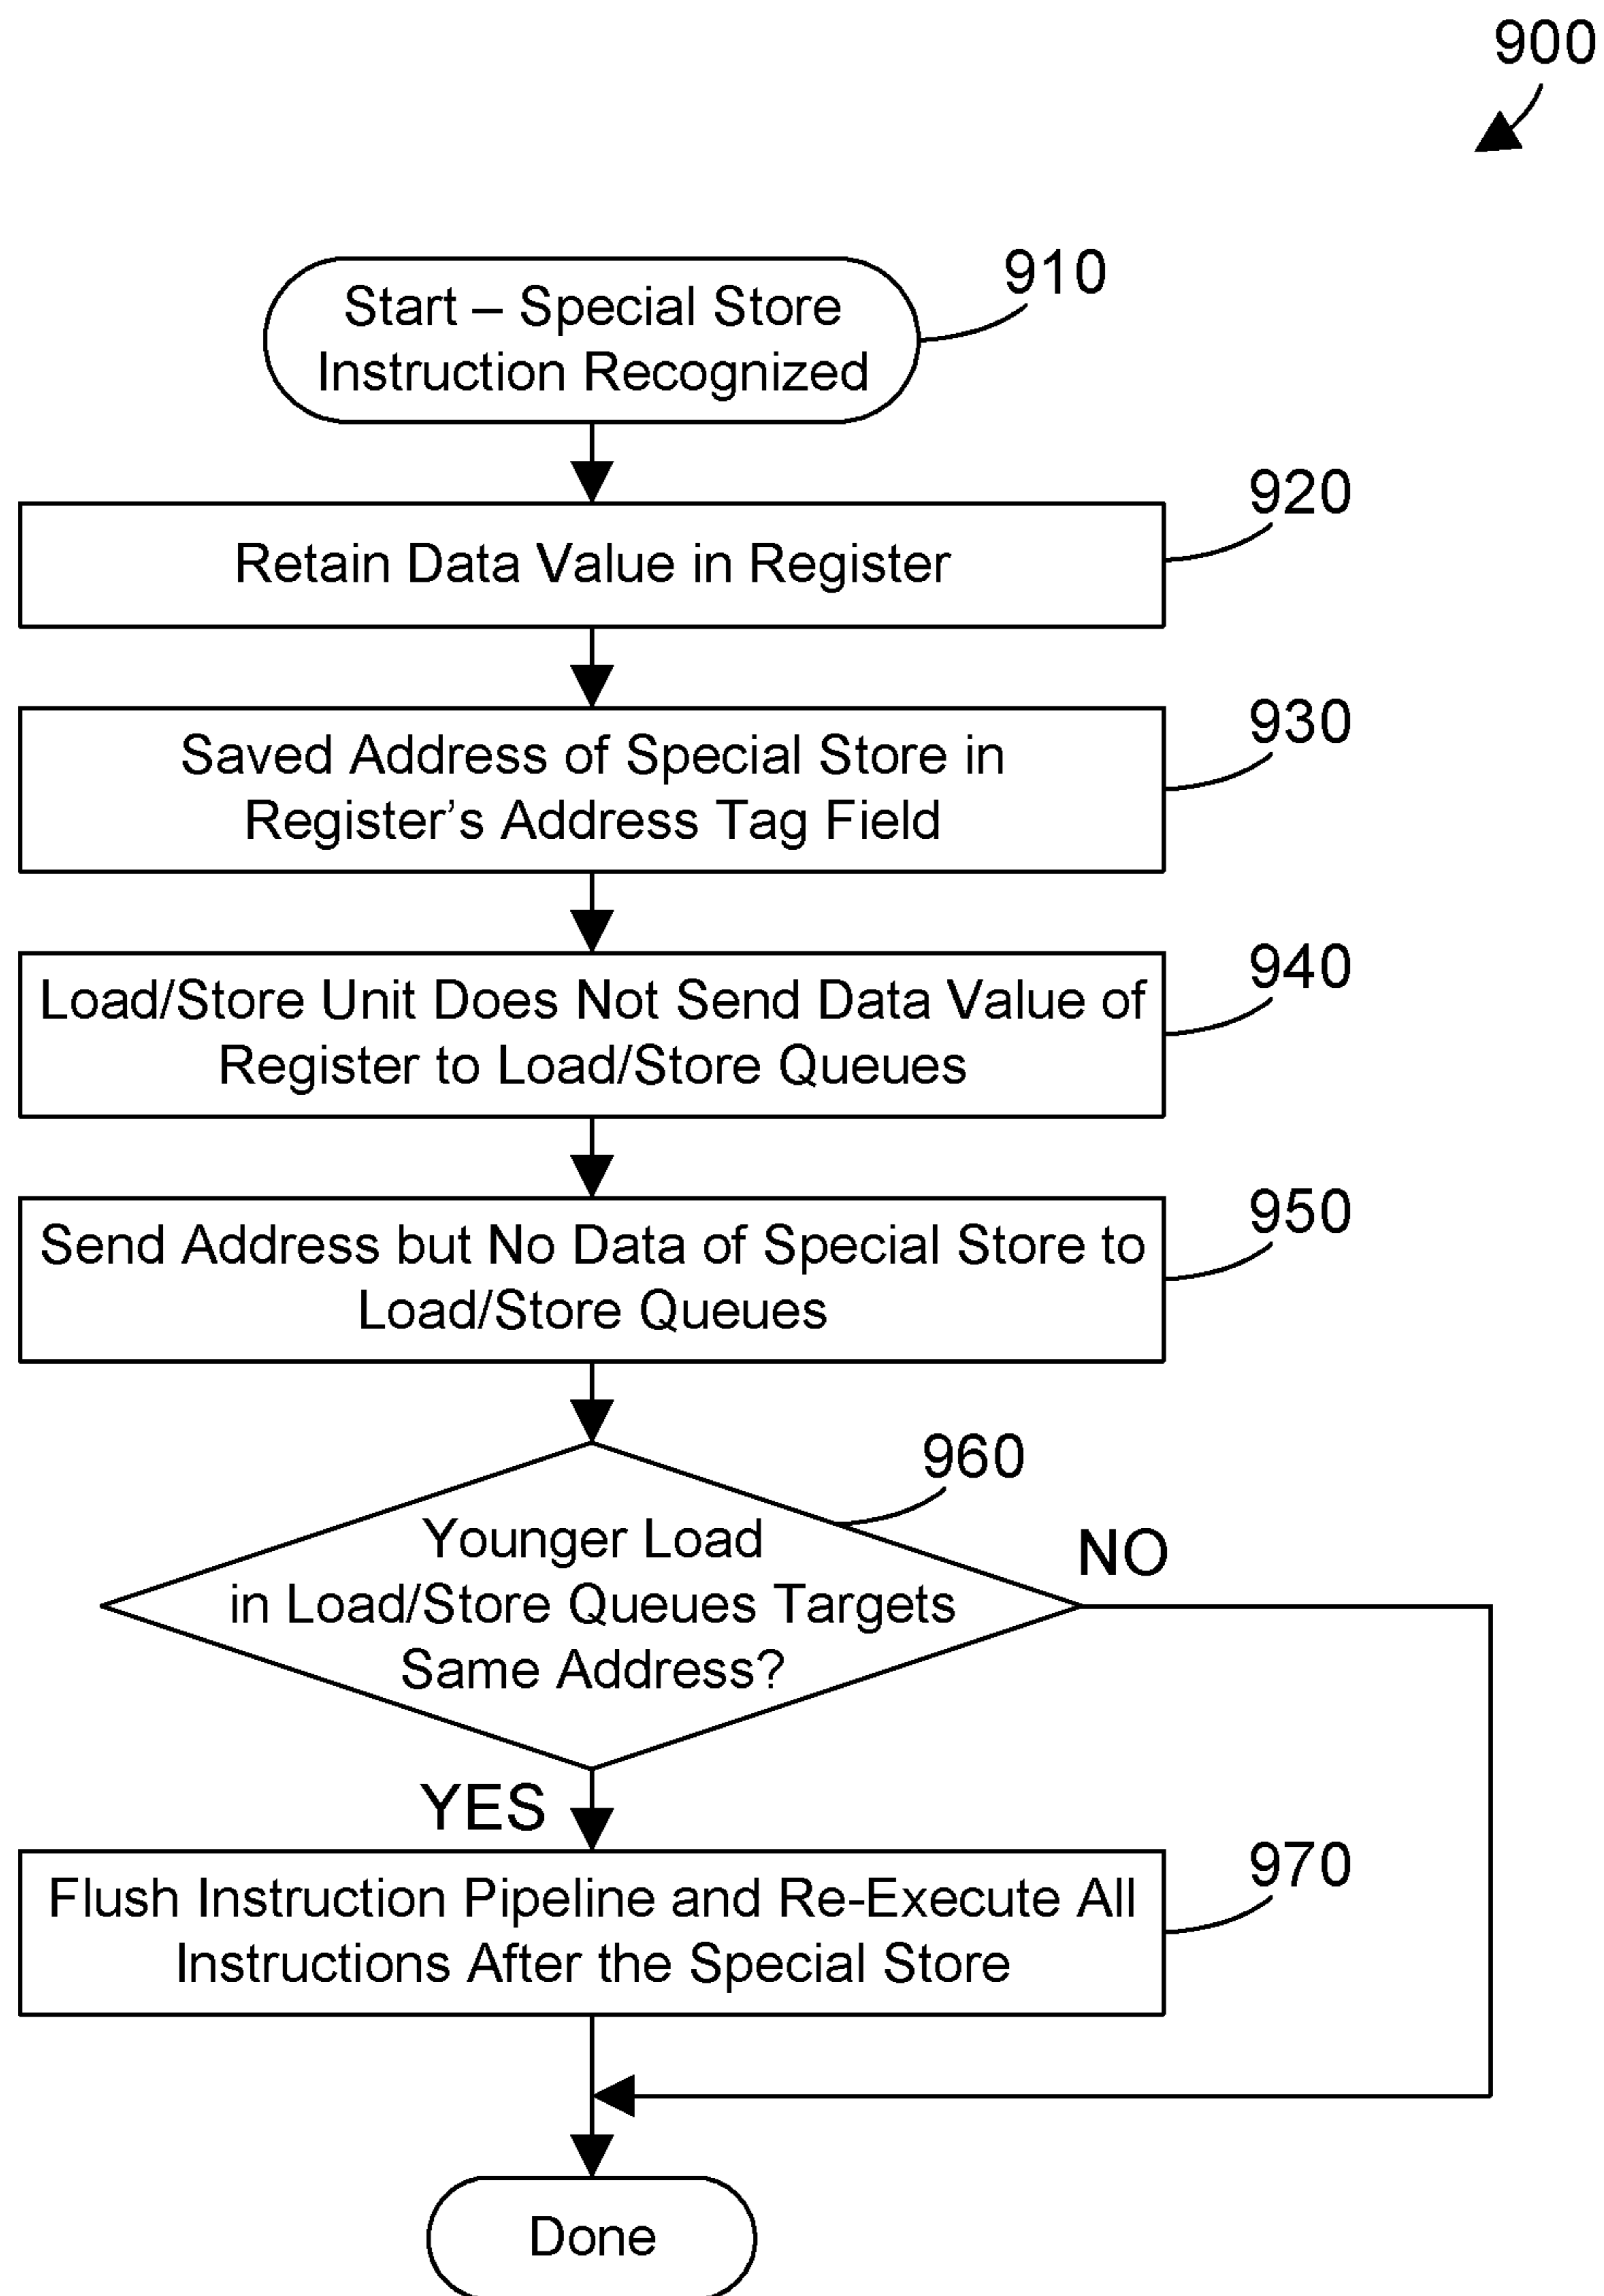 900
Start – Special Store
Instruction Recognized
910
Retain Data Value in Register
920
Saved Address of Special Store in
Register’s Address Tag Field
930
Load/Store Unit Does Not Send Data Value of
Register to Load/Store Queues
940
Send Address but No Data of Special Store to
Load/Store Queues
950
Younger Load
in Load/Store Queues Targets
Same Address?
960
NO
YES
Flush Instruction Pipeline and Re-Execute All
Instructions After the Special Store
970
Done